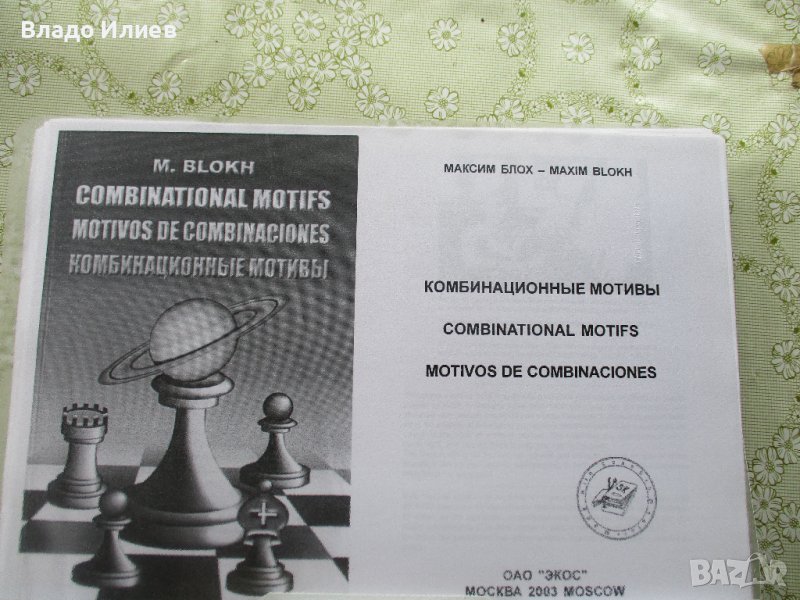 Владо Илиев
M. BLOKH
COMBINATIONAL MOTIFS
MOTIVOS DE COMBINACIONES
КОМБИНАЦИОННЫЕ МОТИВЫ
МАКСИМ БЛОХ – MAXIM BLOKH
КОМБИНАЦИОННЫЕ МОТИВЫ
COMBINATIONAL MOTIFS
MOTIVOS DE COMBINACIONES
ОАО "ЭКОС"
МОСКВА 2003 MOSCOW
BAZAR